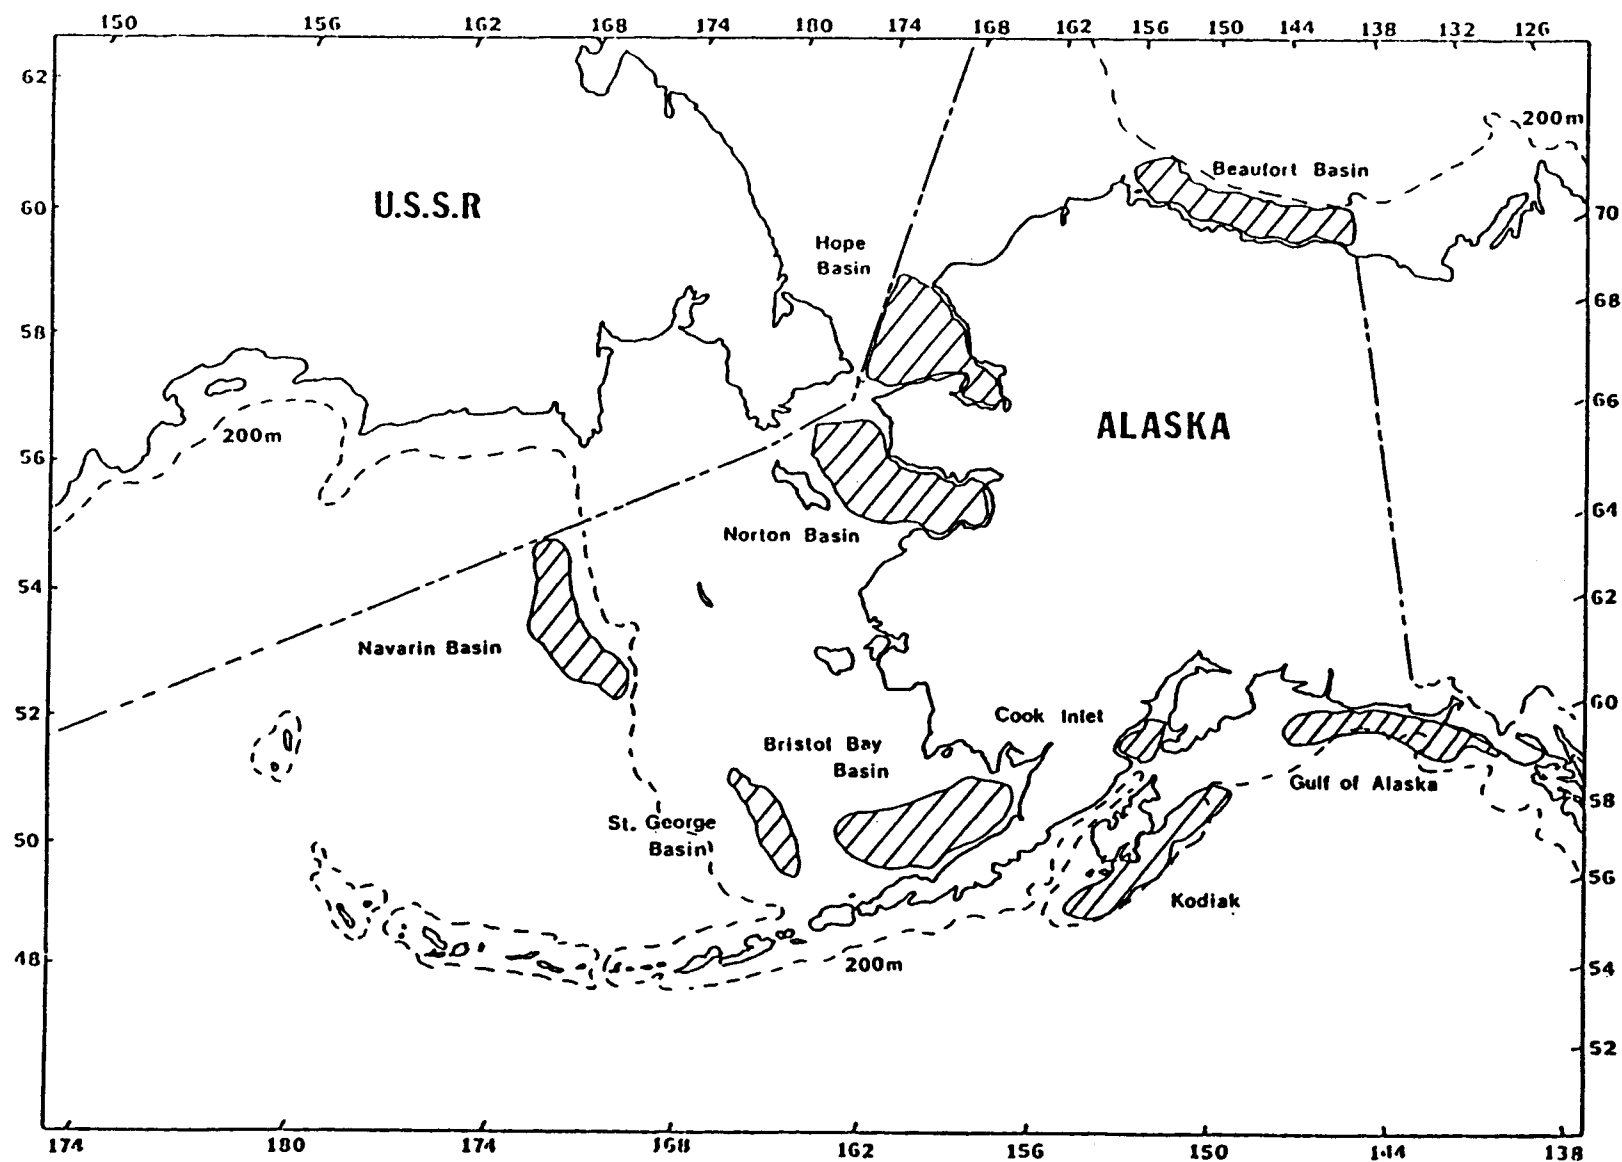 150 156 162 168 174 180 174 168 162 156 150 144 138 132 126
62
200m
Beaufort Basin
U.S.S.R
60
70
Hope
Basin
68
58
66
ALASKA
200m
56
64
Norton Basin
54
62
Navarin Basin
60
52
Cook Inlet
Bristol Bay
Basin
Gulf of Alaska
58
St. George
Basin
50
56
Kodiak
48
200m
54
52
174 180 174 168 162 156 150 144 138